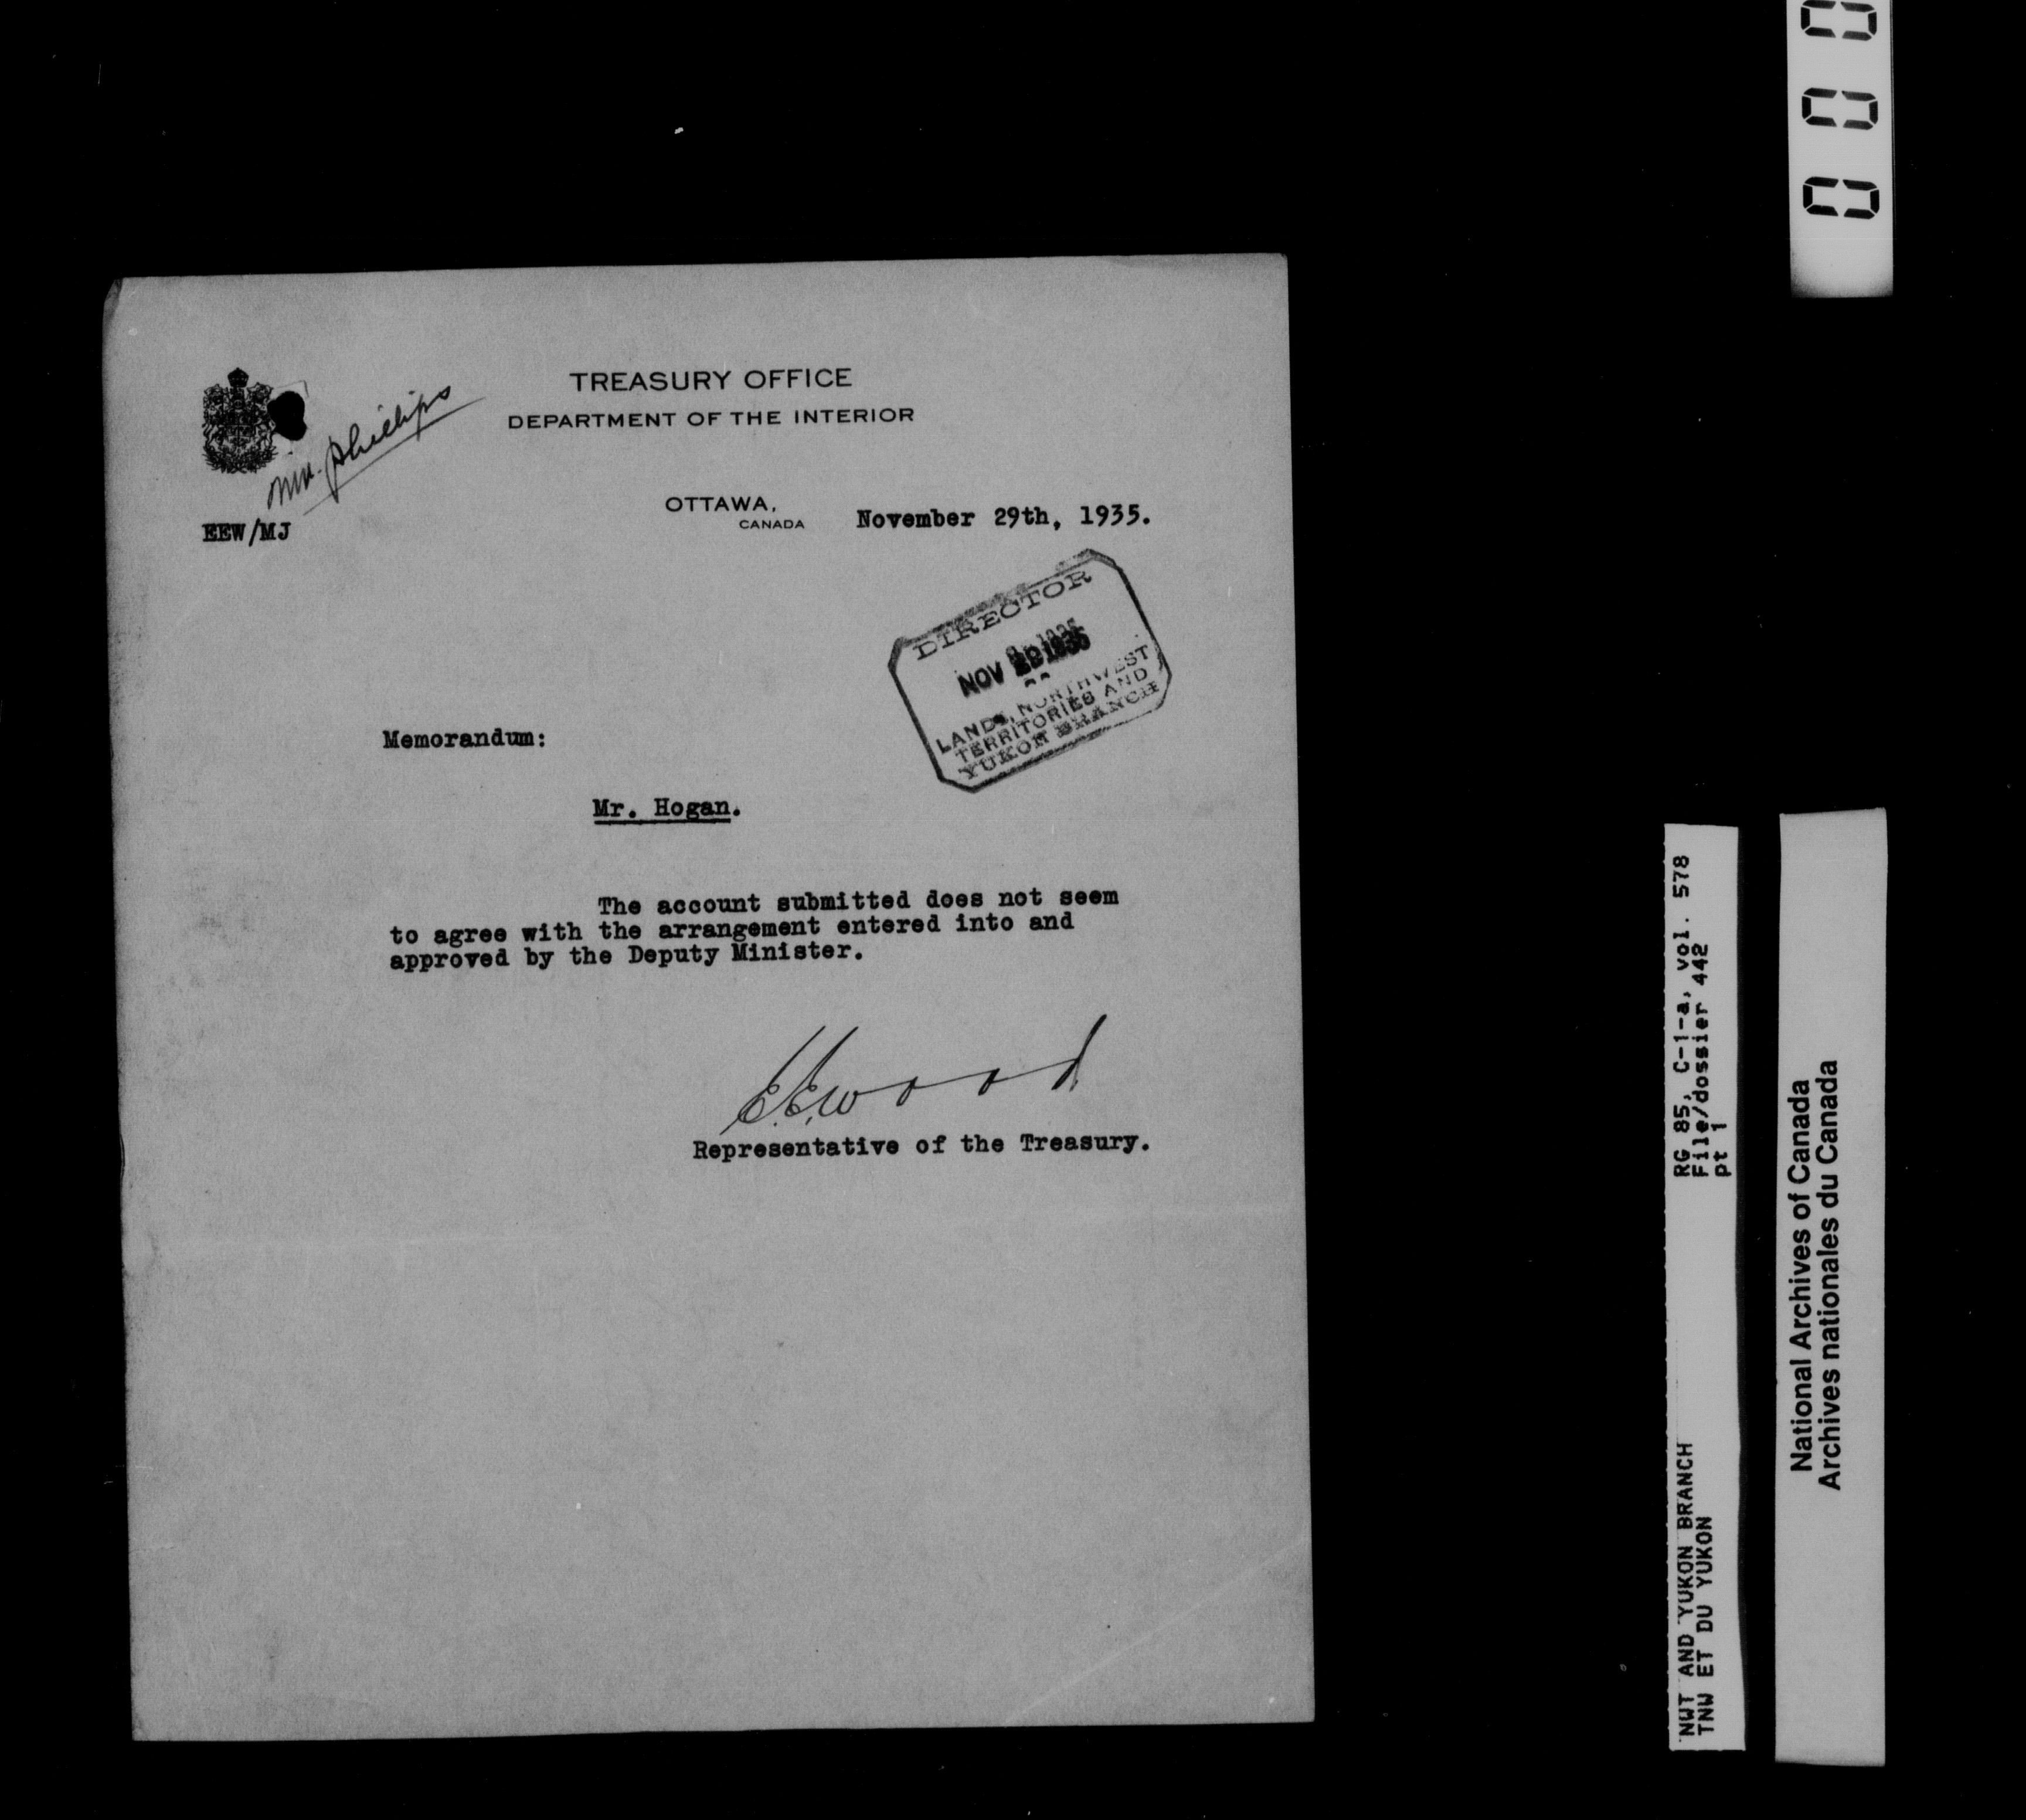 TREASURY OFFICE
DEPARTMENT OF THE INTERIOR
Mr. Phillips
OTTAWA,
CANADA
November 29th, 1935.
EEW/MJ
DIRECTOR
NOV 1935
LANDS, NORTHWEST
TERRITORIES AND
YUKON BRANCH
Memorandum:
Mr. Hogan.
The account submitted does not seem
to agree with the arrangement entered into and
approved by the Deputy Minister.
E.E. Wood
Representative of the Treasury.
000
RG 85, C-1-a, vol. 578
File/dossier 442
pt 1
NWT AND YUKON BRANCH
TNW ET DU YUKON
National Archives of Canada
Archives nationales du Canada